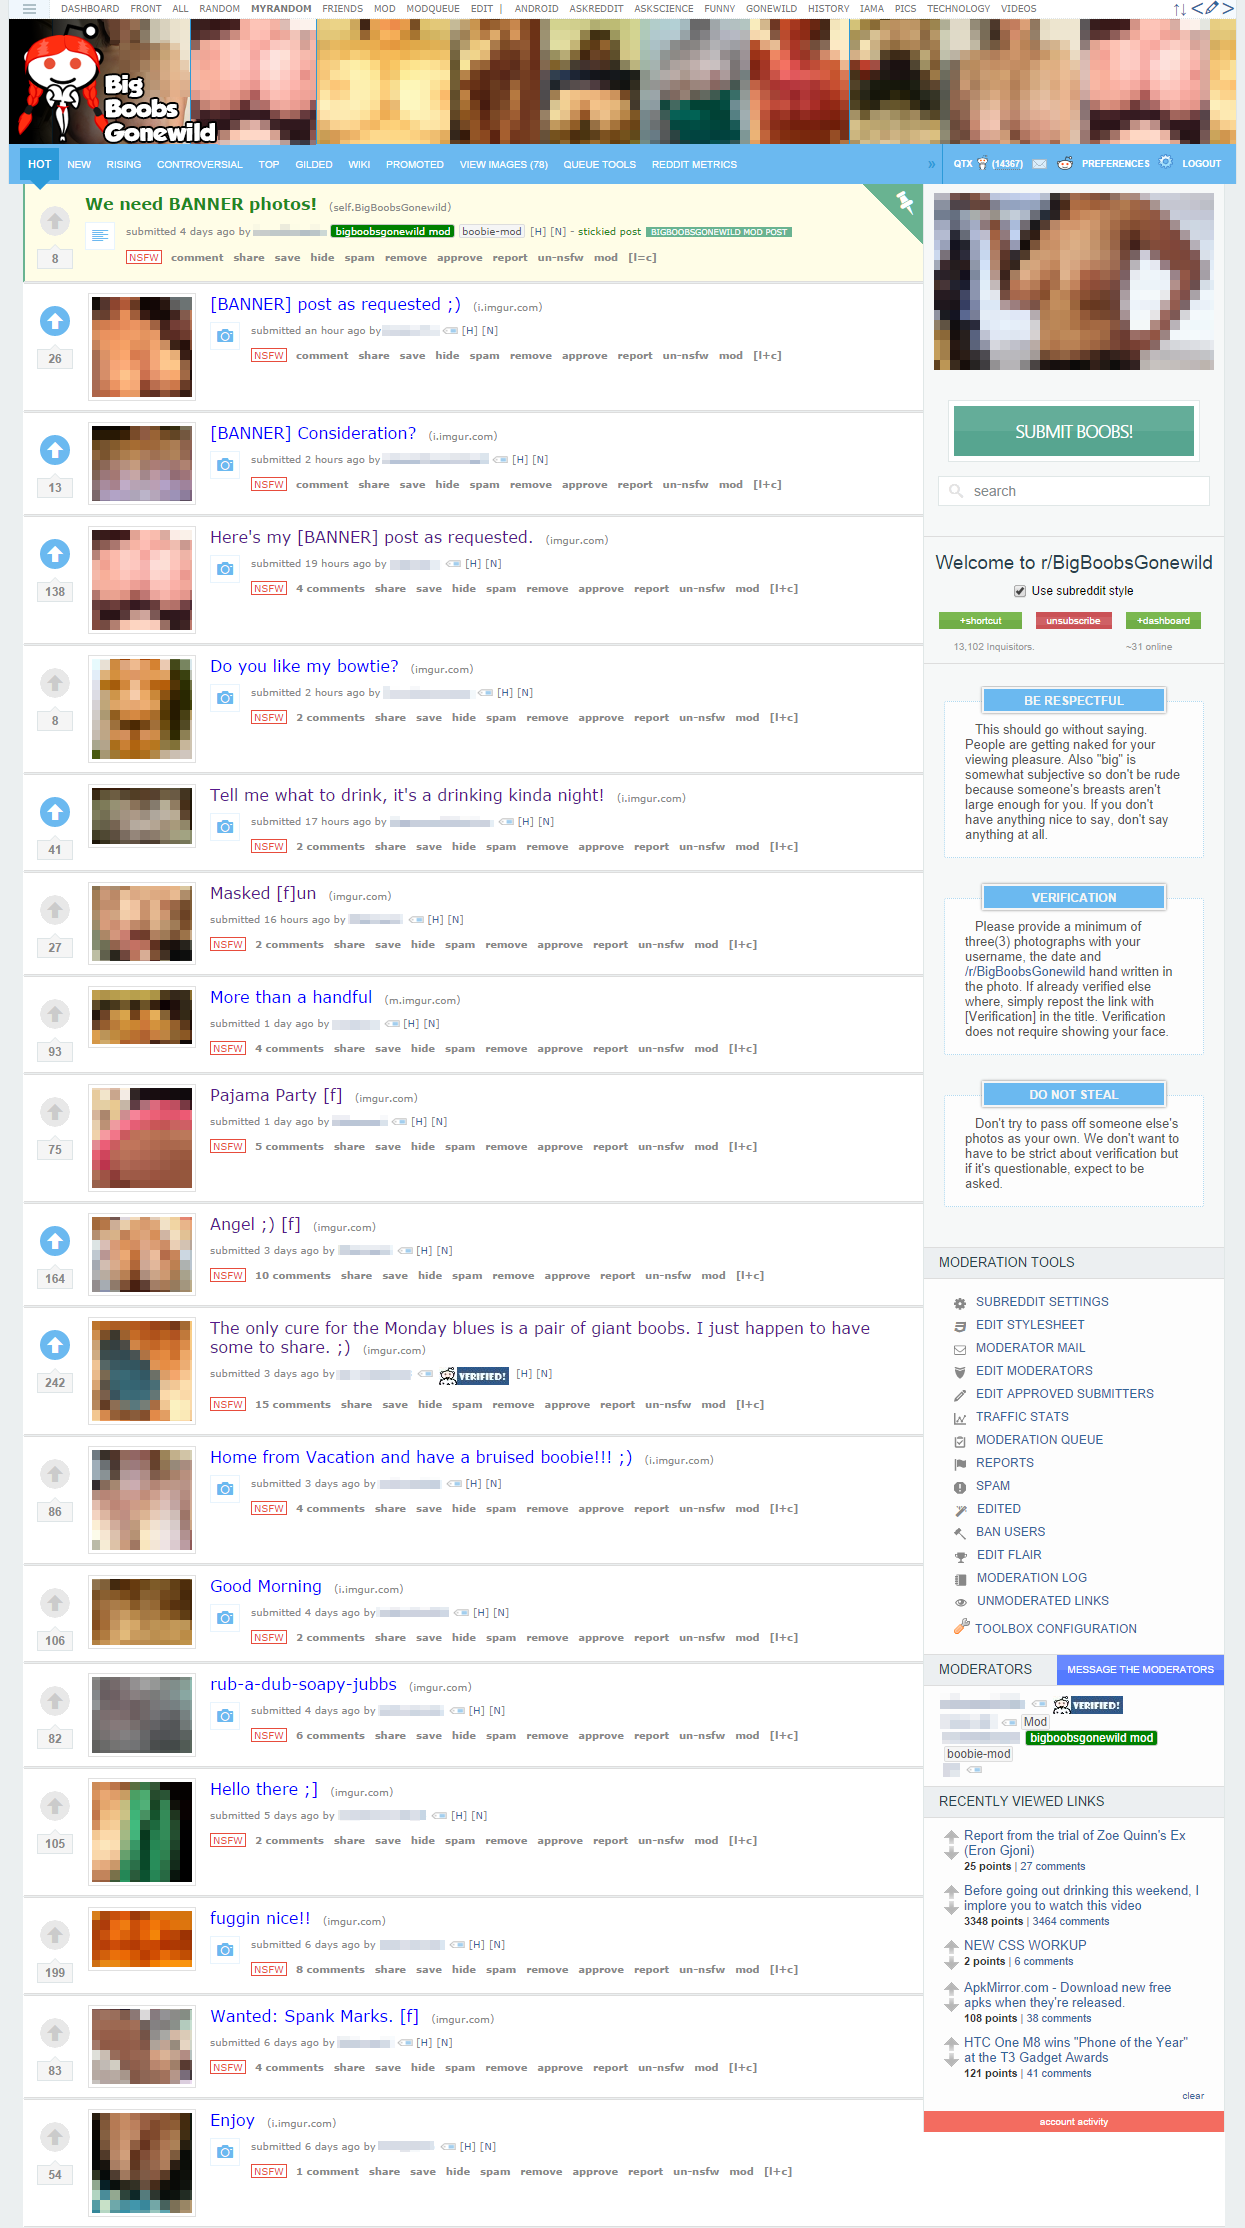 DASHBOARD FRONT ALL RANDOM MYRANDOM FRIENDS MOD MODQUEUE EDIT | ANDROID ASKREDDIT ASKSCIENCE FUNNY GONEWILD HISTORY IAMA PICS TECHNOLOGY VIDEOS
Big
Boobs
Gonewild
HOT NEW RISING CONTROVERSIAL TOP GILDED WIKI PROMOTED VIEW IMAGES (78) QUEUE TOOLS REDDIT METRICS » QTX (14367) PREFERENCES LOGOUT
We need BANNER photos! (self.BigBoobsGonewild)
submitted 4 days ago by bigboobsgonewild mod boobie-mod [H] [N] - stickied post BIGBOOBSGONEWILD MOD POST
8
NSFW comment share save hide spam remove approve report un-nsfw mod [l=c]
[BANNER] post as requested ;) (i.imgur.com)
submitted an hour ago by [H] [N]
26
NSFW comment share save hide spam remove approve report un-nsfw mod [l+c]
[BANNER] Consideration? (i.imgur.com)
submitted 2 hours ago by [H] [N]
13
NSFW comment share save hide spam remove approve report un-nsfw mod [l+c]
Here's my [BANNER] post as requested. (imgur.com)
submitted 19 hours ago by [H] [N]
138
NSFW 4 comments share save hide spam remove approve report un-nsfw mod [l+c]
Do you like my bowtie? (imgur.com)
submitted 2 hours ago by [H] [N]
8
NSFW 2 comments share save hide spam remove approve report un-nsfw mod [l+c]
Tell me what to drink, it's a drinking kinda night! (i.imgur.com)
submitted 17 hours ago by [H] [N]
41
NSFW 2 comments share save hide spam remove approve report un-nsfw mod [l+c]
Masked [f]un (imgur.com)
submitted 16 hours ago by [H] [N]
27
NSFW 2 comments share save hide spam remove approve report un-nsfw mod [l+c]
More than a handful (m.imgur.com)
submitted 1 day ago by [H] [N]
93
NSFW 4 comments share save hide spam remove approve report un-nsfw mod [l+c]
Pajama Party [f] (imgur.com)
submitted 1 day ago by [H] [N]
75
NSFW 5 comments share save hide spam remove approve report un-nsfw mod [l+c]
Angel ;) [f] (imgur.com)
submitted 3 days ago by [H] [N]
164
NSFW 10 comments share save hide spam remove approve report un-nsfw mod [l+c]
The only cure for the Monday blues is a pair of giant boobs. I just happen to have
some to share. ;) (imgur.com)
submitted 3 days ago by VERIFIED! [H] [N]
242
NSFW 15 comments share save hide spam remove approve report un-nsfw mod [l+c]
Home from Vacation and have a bruised boobie!!! ;) (i.imgur.com)
submitted 3 days ago by [H] [N]
86
NSFW 4 comments share save hide spam remove approve report un-nsfw mod [l+c]
Good Morning (i.imgur.com)
submitted 4 days ago by [H] [N]
106
NSFW 2 comments share save hide spam remove approve report un-nsfw mod [l+c]
rub-a-dub-soapy-jubbs (imgur.com)
submitted 4 days ago by [H] [N]
82
NSFW 6 comments share save hide spam remove approve report un-nsfw mod [l+c]
Hello there ;] (imgur.com)
submitted 5 days ago by [H] [N]
105
NSFW 2 comments share save hide spam remove approve report un-nsfw mod [l+c]
fuggin nice!! (imgur.com)
submitted 6 days ago by [H] [N]
199
NSFW 8 comments share save hide spam remove approve report un-nsfw mod [l+c]
Wanted: Spank Marks. [f] (imgur.com)
submitted 6 days ago by [H] [N]
83
NSFW 4 comments share save hide spam remove approve report un-nsfw mod [l+c]
Enjoy (i.imgur.com)
submitted 6 days ago by [H] [N]
54
NSFW 1 comment share save hide spam remove approve report un-nsfw mod [l+c]
SUBMIT BOOBS!
search
Welcome to r/BigBoobsGonewild
Use subreddit style
+shortcut unsubscribe +dashboard
13,102 Inquisitors. ~31 online
BE RESPECTFUL
This should go without saying.
People are getting naked for your
viewing pleasure. Also "big" is
somewhat subjective so don't be rude
because someone's breasts aren't
large enough for you. If you don't
have anything nice to say, don't say
anything at all.
VERIFICATION
Please provide a minimum of
three(3) photographs with your
username, the date and
/r/BigBoobsGonewild hand written in
the photo. If already verified else
where, simply repost the link with
[Verification] in the title. Verification
does not require showing your face.
DO NOT STEAL
Don't try to pass off someone else's
photos as your own. We don't want to
have to be strict about verification but
if it's questionable, expect to be
asked.
MODERATION TOOLS
SUBREDDIT SETTINGS
EDIT STYLESHEET
MODERATOR MAIL
EDIT MODERATORS
EDIT APPROVED SUBMITTERS
TRAFFIC STATS
MODERATION QUEUE
REPORTS
SPAM
EDITED
BAN USERS
EDIT FLAIR
MODERATION LOG
UNMODERATED LINKS
TOOLBOX CONFIGURATION
MODERATORS MESSAGE THE MODERATORS
VERIFIED!
Mod
bigboobsgonewild mod
boobie-mod
RECENTLY VIEWED LINKS
Report from the trial of Zoe Quinn's Ex
(Eron Gjoni)
25 points | 27 comments
Before going out drinking this weekend, I
implore you to watch this video
3348 points | 3464 comments
NEW CSS WORKUP
2 points | 6 comments
ApkMirror.com - Download new free
apks when they're released.
108 points | 38 comments
HTC One M8 wins "Phone of the Year"
at the T3 Gadget Awards
121 points | 41 comments
clear
account activity